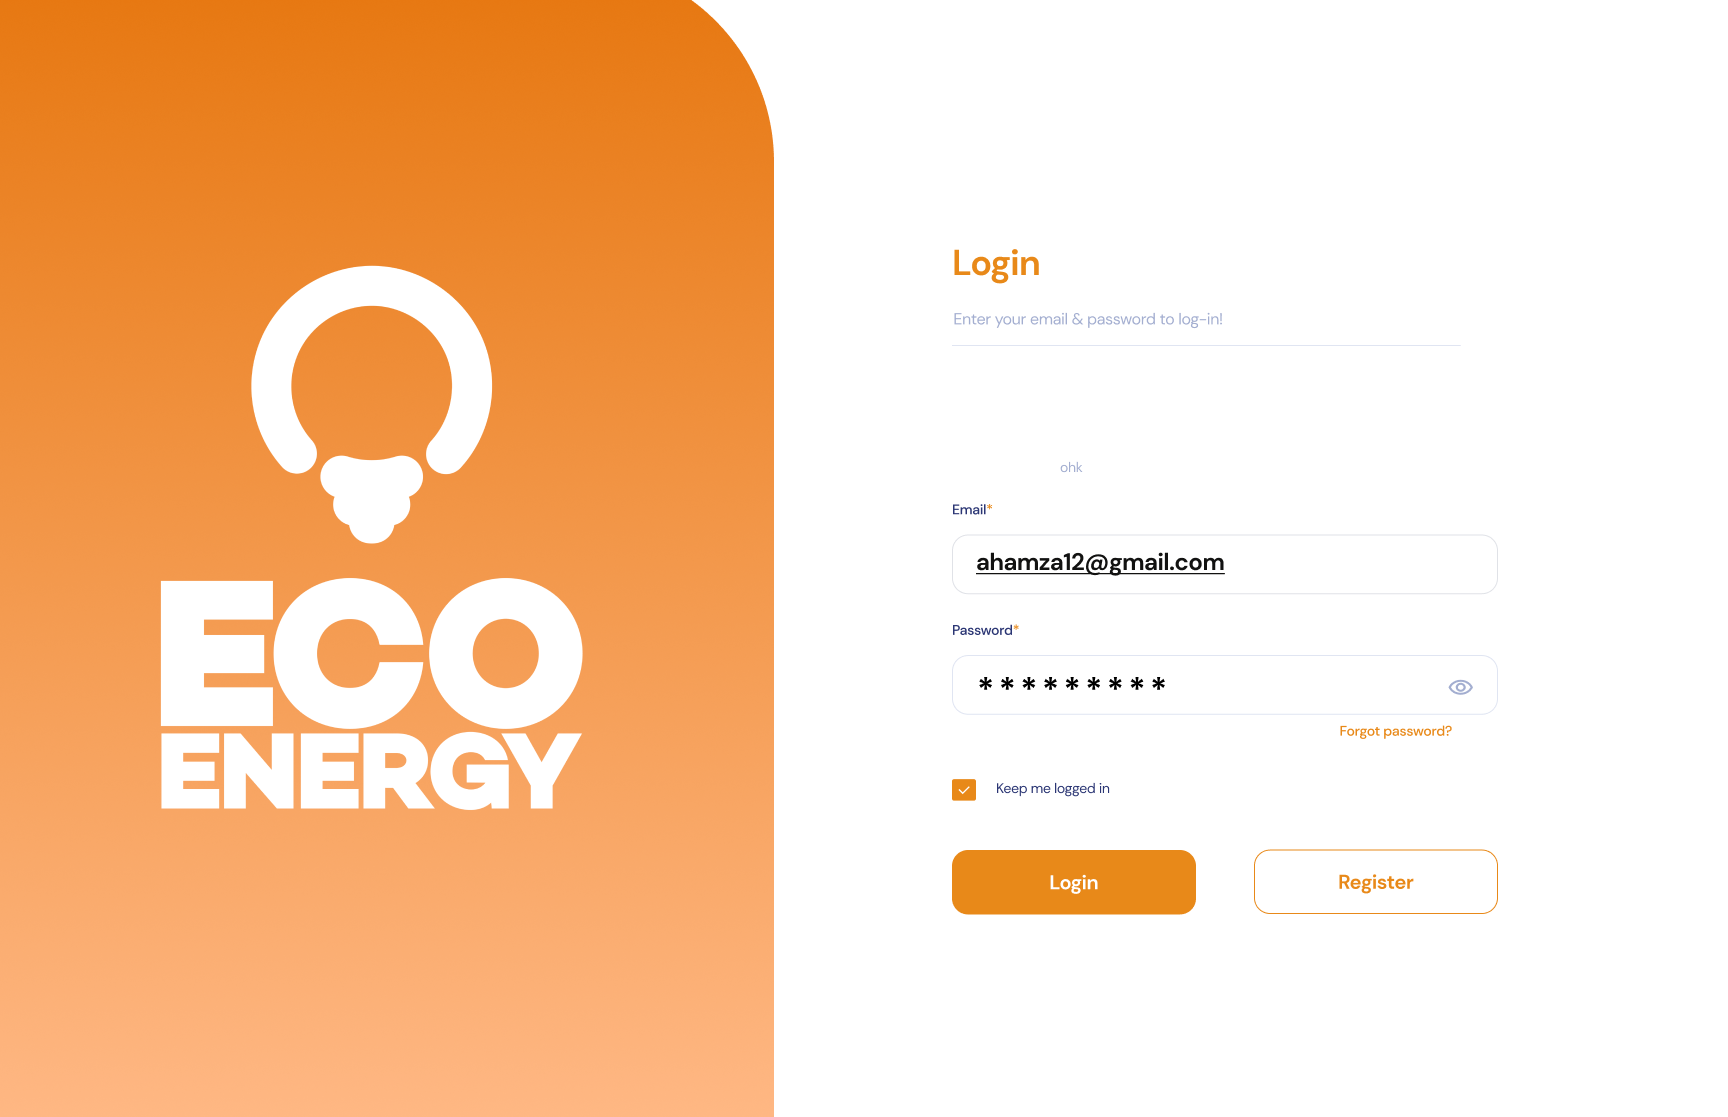 ECO
ENERGY
Login
Enter your email & password to log-in!
ohk
Email*
ahamza12@gmail.com
Password*
*********
Forgot password?
Keep me logged in
Login
Register